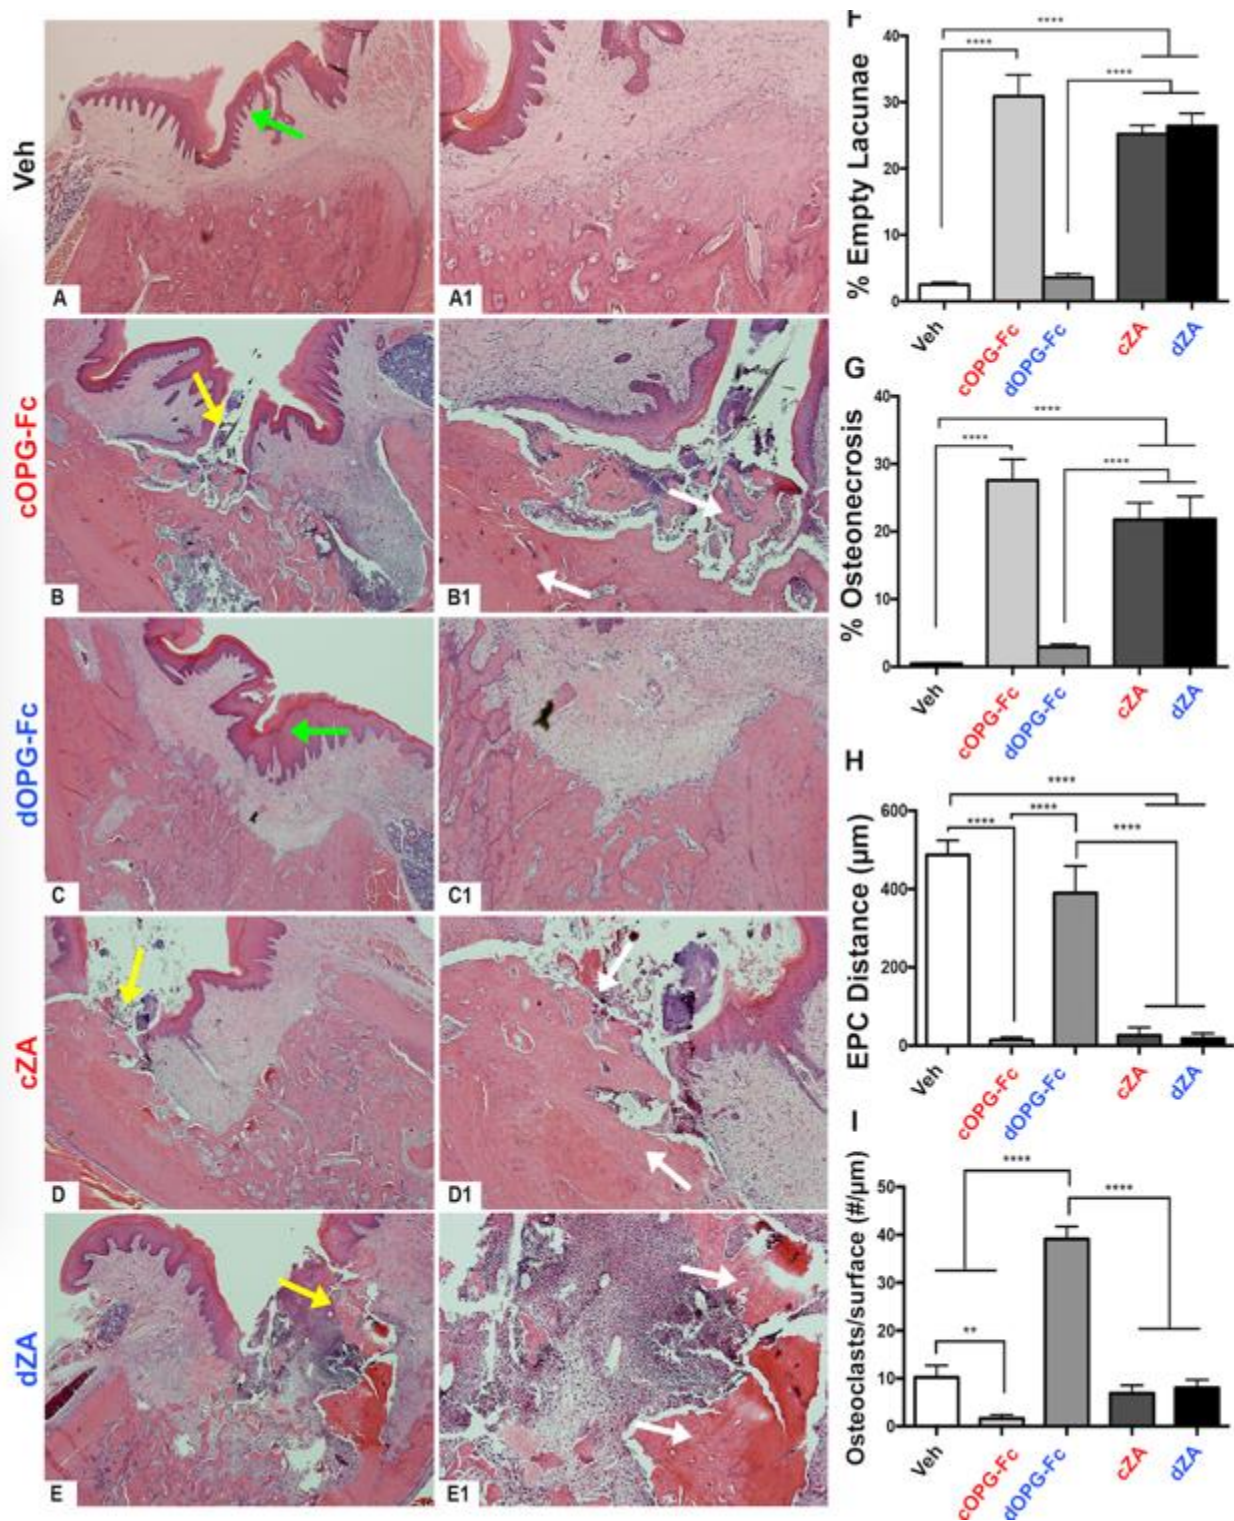 Veh
A
A1
cOPG-Fc
B
B1
dOPG-Fc
C
C1
cZA
D
D1
dZA
E
E1
F
% Empty Lacunae
40
30
20
10
0
****
****
****
Veh
cOPG-Fc
dOPG-Fc
cZA
dZA
G
% Osteonecrosis
40
30
20
10
0
****
****
****
Veh
cOPG-Fc
dOPG-Fc
cZA
dZA
H
EPC Distance (µm)
600
400
200
0
****
****
****
****
Veh
cOPG-Fc
dOPG-Fc
cZA
dZA
I
Osteoclasts/surface (#/µm)
50
40
30
20
10
0
****
****
**
Veh
cOPG-Fc
dOPG-Fc
cZA
dZA